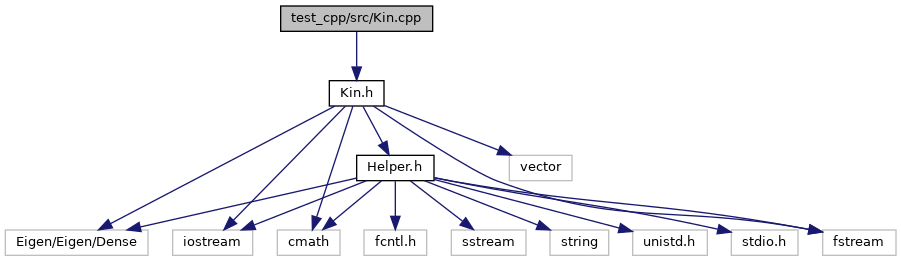 test_cpp/src/Kin.cpp
Kin.h
Helper.h
vector
Eigen/Eigen/Dense
iostream
cmath
fcntl.h
sstream
string
unistd.h
stdio.h
fstream